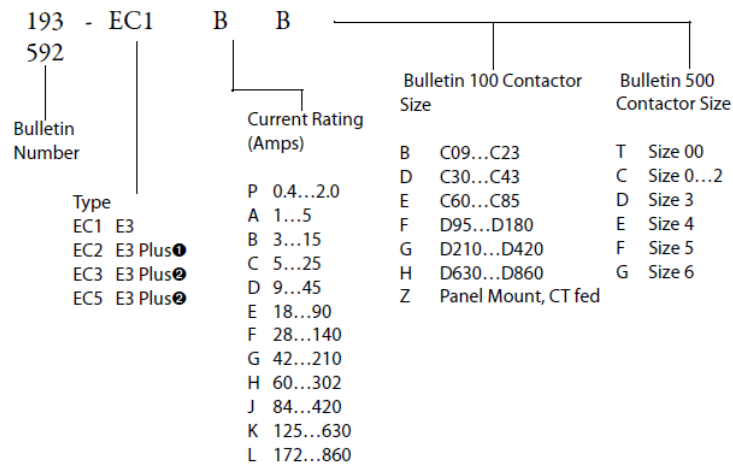 193 - EC1 B B
592
Bulletin
Number
Type
EC1 E3
EC2 E3 Plus❶
EC3 E3 Plus❷
EC5 E3 Plus❷
Current Rating
(Amps)
P 0.4...2.0
A 1...5
B 3...15
C 5...25
D 9...45
E 18...90
F 28...140
G 42...210
H 60...302
J 84...420
K 125...630
L 172...860
Bulletin 100 Contactor
Size
B C09...C23
D C30...C43
E C60...C85
F D95...D180
G D210...D420
H D630...D860
Z Panel Mount, CT fed
Bulletin 500
Contactor Size
T Size 00
C Size 0...2
D Size 3
E Size 4
F Size 5
G Size 6